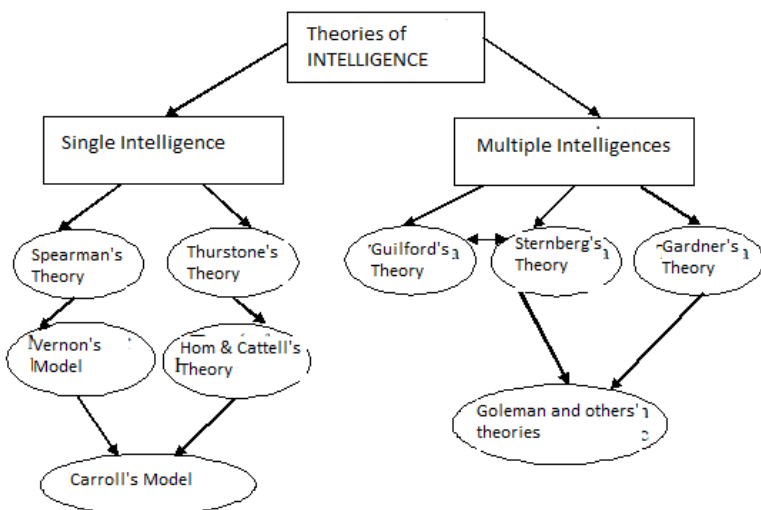 Theories of
INTELLIGENCE
Single Intelligence
Multiple Intelligences
Spearman's
Theory
Thurstone's
Theory
Guilford's
Theory
Sternberg's
Theory
Gardner's
Theory
Vernon's
Model
Hom & Cattell's
Theory
Goleman and others'
theories
Carroll's Model